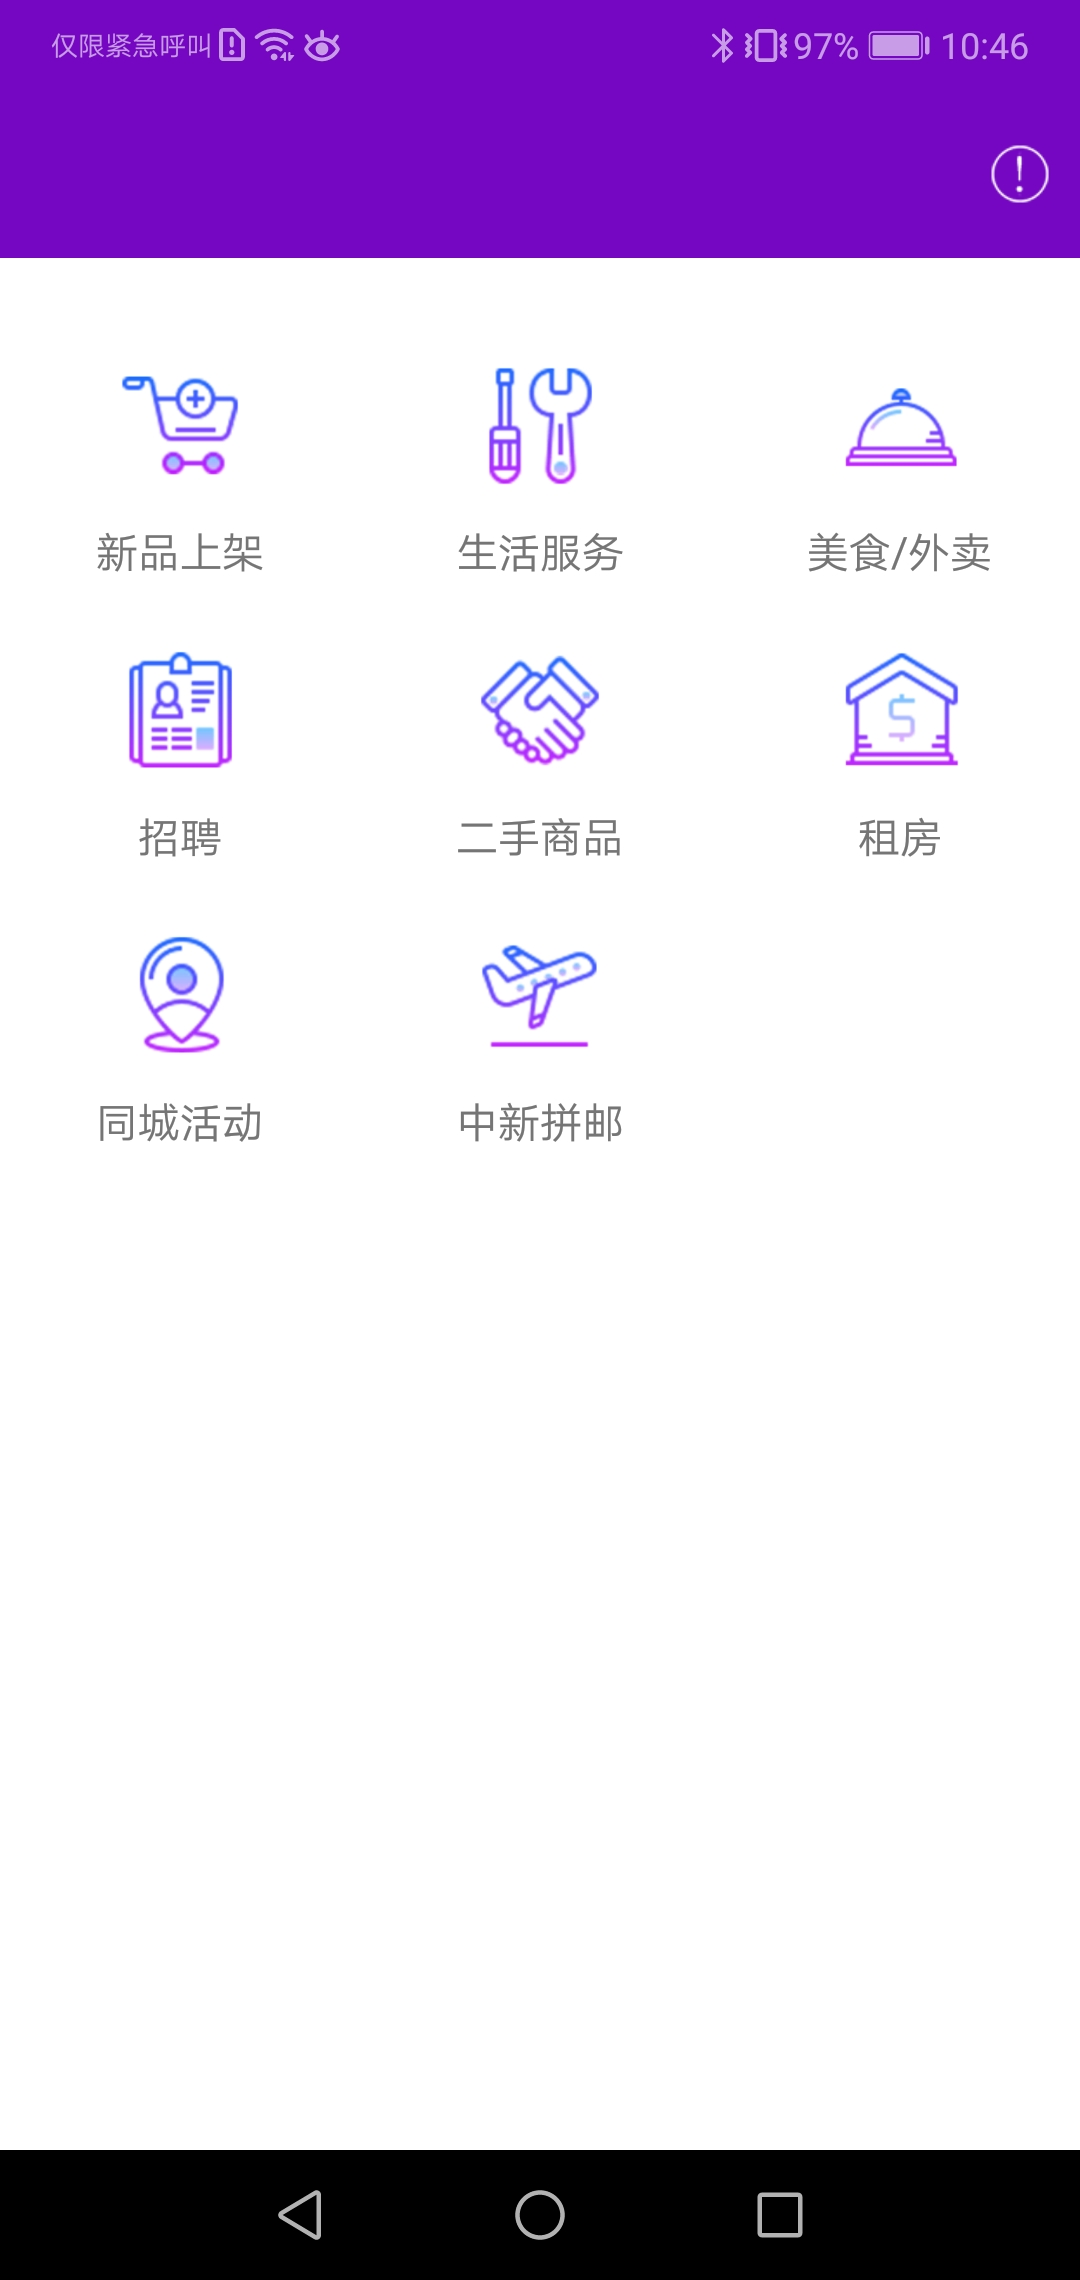 仅限紧急呼叫 97% 10:46
新品上架 生活服务 美食/外卖
招聘 二手商品 租房
同城活动 中新拼邮